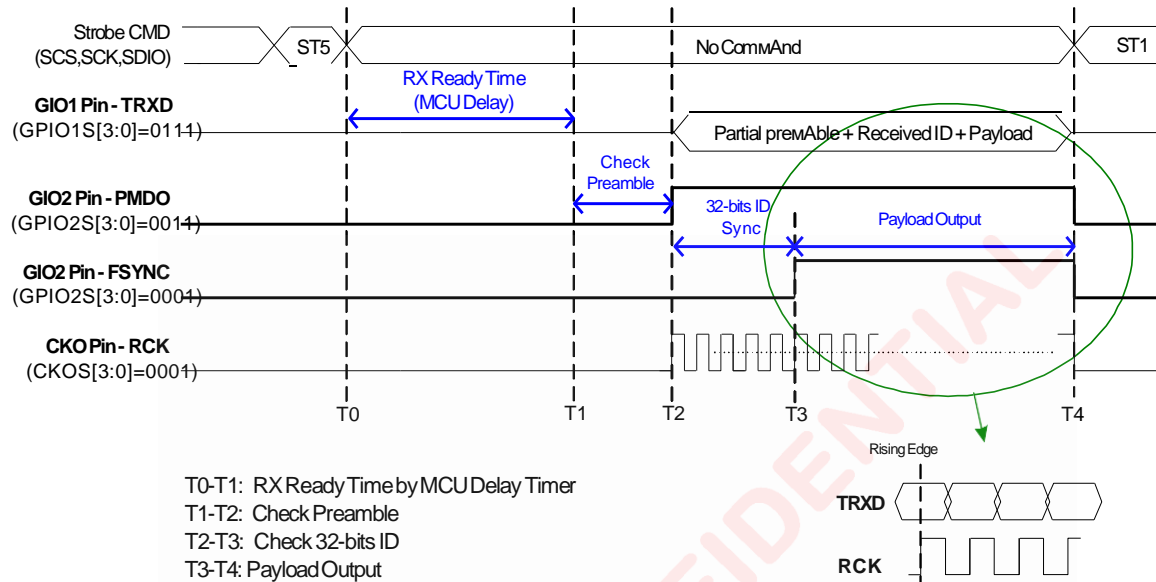 Strobe CMD
(SCS,SCK,SDIO)
ST5
No CommAnd
ST1
RX Ready Time
(MCU Delay)
GIO1 Pin - TRXD
(GPIO1S[3:0]=0111)
Partial premAble + Received ID + Payload
Check
Preamble
GIO2 Pin - PMDO
(GPIO2S[3:0]=0011)
32-bits ID
Sync
Payload Output
GIO2 Pin - FSYNC
(GPIO2S[3:0]=0001)
CKO Pin - RCK
(CKOS[3:0]=0001)
T0 T1 T2 T3 T4
Rising Edge
T0-T1: RX Ready Time by MCU Delay Timer
T1-T2: Check Preamble
T2-T3: Check 32-bits ID
T3-T4: Payload Output
TRXD
RCK
FIDENTIAL